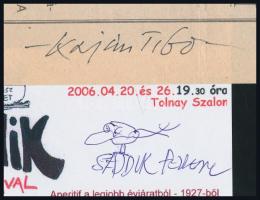 Kaján Tibor
2006.04.20. és 26. 19.30 óra
Tolnay Szalon
SAJDIK FERENC
VAL
Aperitif a legjobb évjáratból - 1927-ből